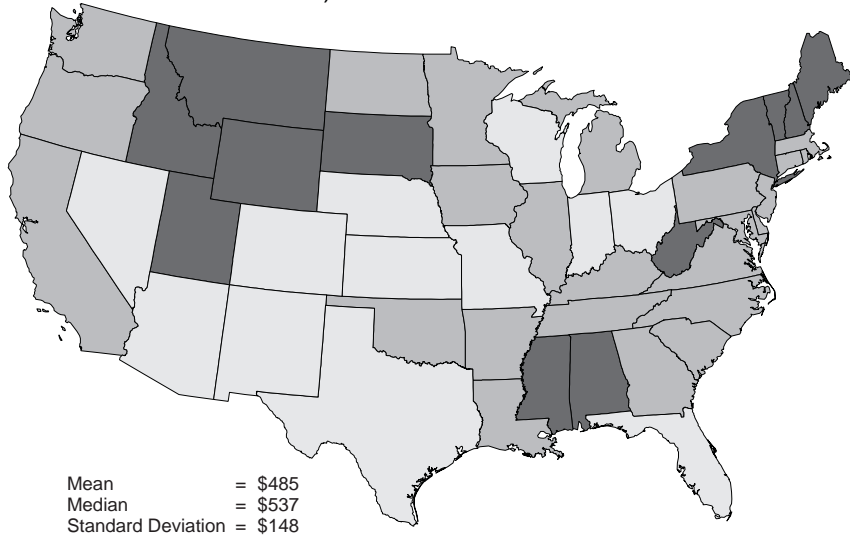 Mean = $485
Median = $537
Standard Deviation = $148